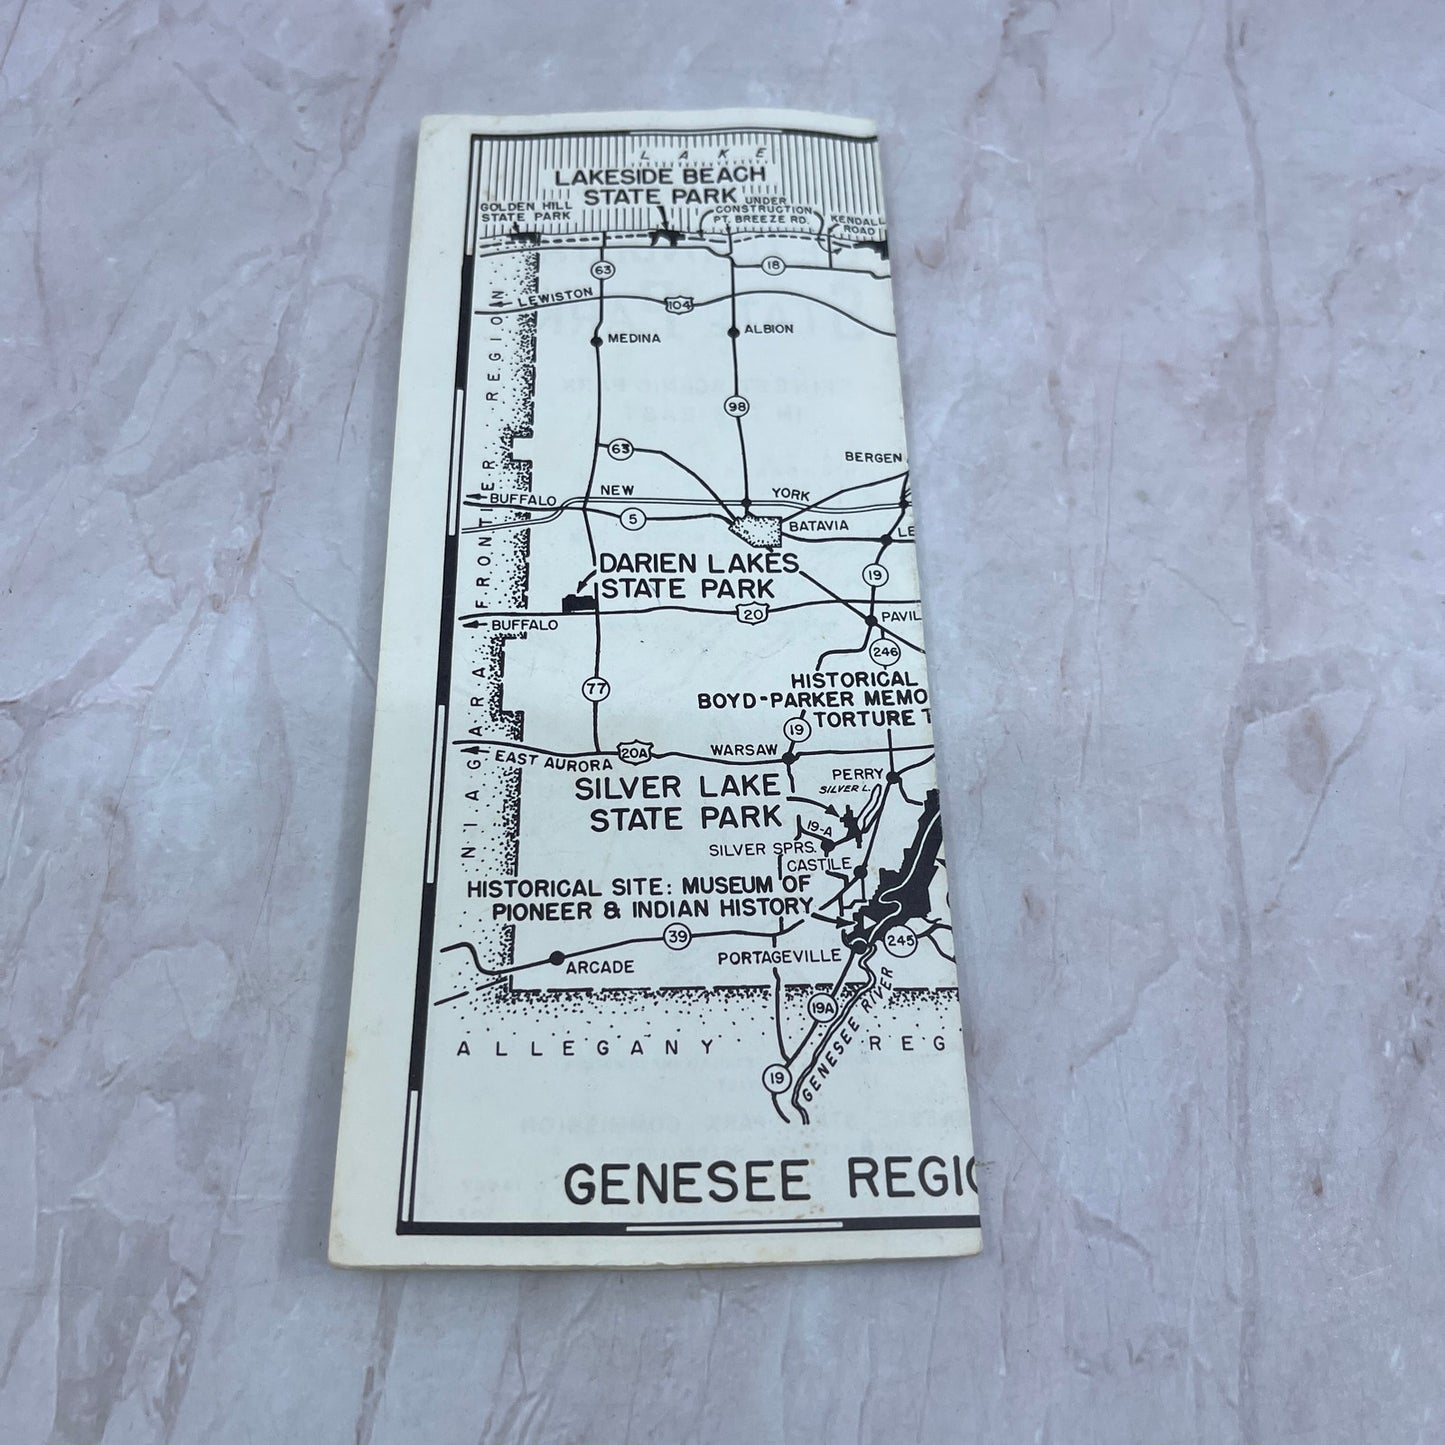 L A K E
LAKESIDE BEACH
STATE PARK
GOLDEN HILL
STATE PARK
UNDER
CONSTRUCTION
PT. BREEZE RD.
KENDALL
ROAD
63
18
LEWISTON
104
MEDINA
ALBION
98
63
BERGEN
BUFFALO
NEW
YORK
5
BATAVIA
LE
DARIEN LAKES
STATE PARK
19
20
BUFFALO
PAVIL
246
77
HISTORICAL
BOYD-PARKER MEMO
TORTURE T
19
EAST AURORA
20A
WARSAW
NIAGARA FRONTIER REGION
PERRY
SILVER L.
SILVER LAKE
STATE PARK
19-A
SILVER SPRS.
CASTILE
HISTORICAL SITE: MUSEUM OF
PIONEER & INDIAN HISTORY
39
245
ARCADE
PORTAGEVILLE
19A
GENESEE RIVER
ALLEGANY REG
19
GENESEE REGIO